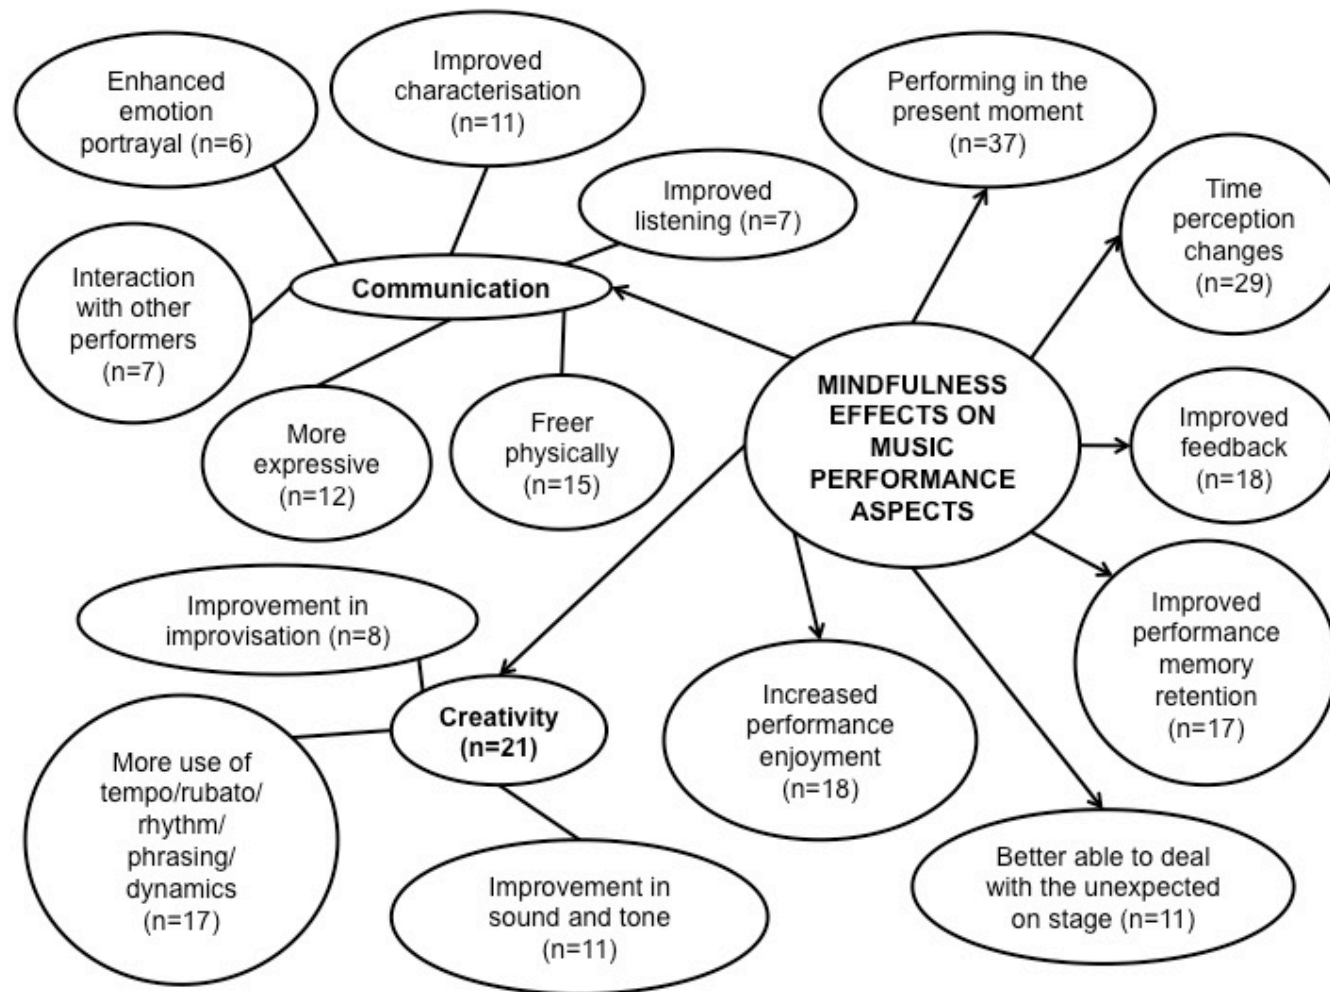 Enhanced
emotion
portrayal (n=6)
Improved
characterisation
(n=11)
Performing in the
present moment
(n=37)
Improved
listening (n=7)
Time
perception
changes
(n=29)
Interaction
with other
performers
(n=7)
Communication
MINDFULNESS
EFFECTS ON
MUSIC
PERFORMANCE
ASPECTS
More
expressive
(n=12)
Freer
physically
(n=15)
Improved
feedback
(n=18)
Improvement in
improvisation (n=8)
Improved
performance
memory
retention
(n=17)
Creativity
(n=21)
Increased
performance
enjoyment
(n=18)
More use of
tempo/rubato/
rhythm/
phrasing/
dynamics
(n=17)
Improvement in
sound and tone
(n=11)
Better able to deal
with the unexpected
on stage (n=11)